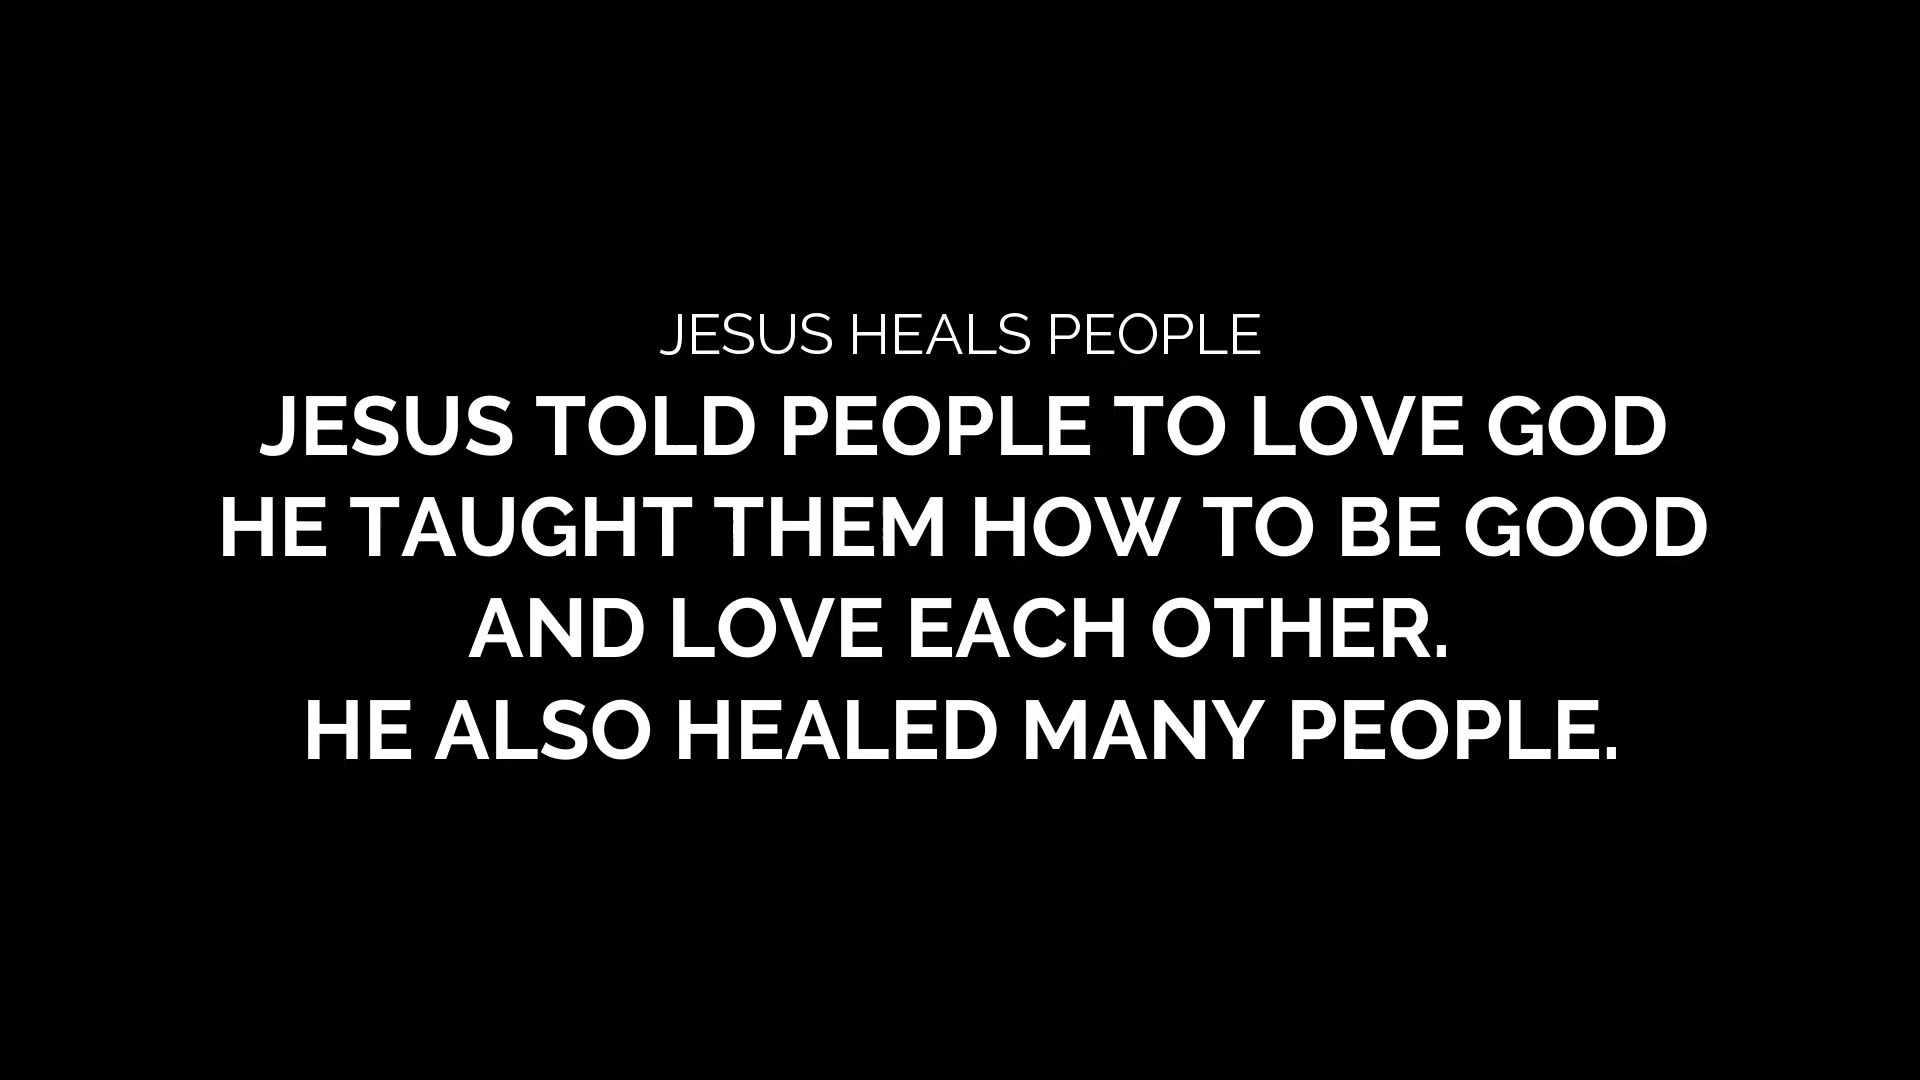 JESUS HEALS PEOPLE
JESUS TOLD PEOPLE TO LOVE GOD
HE TAUGHT THEM HOW TO BE GOOD
AND LOVE EACH OTHER.
HE ALSO HEALED MANY PEOPLE.